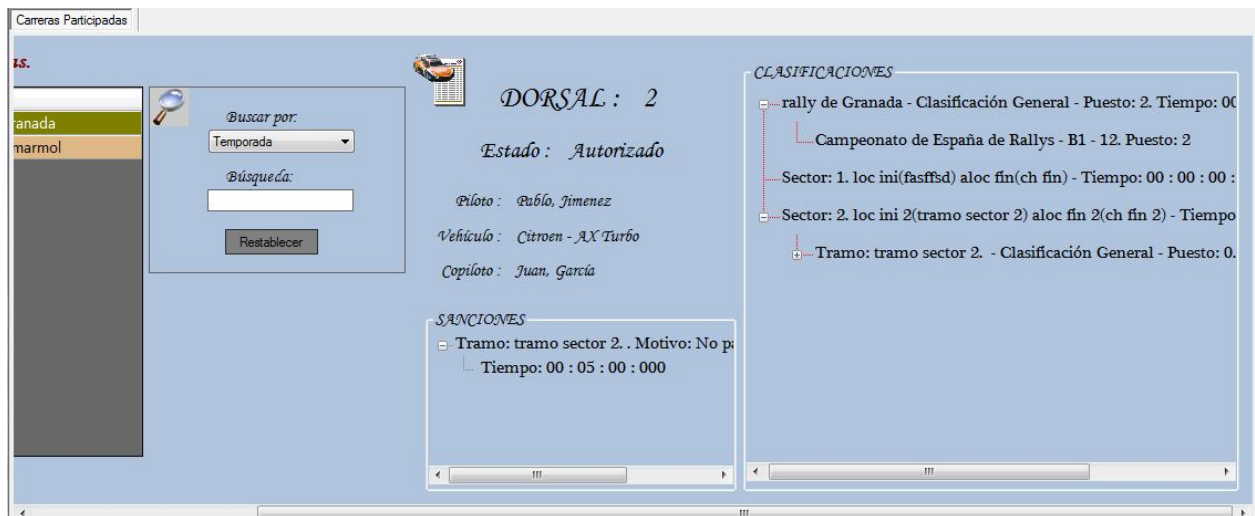 Carreras Participadas
as.
ranada
marmol
Buscar por:
Temporada
Búsqueda:
Restablecer
DORSAL : 2
Estado : Autorizado
Piloto : Pablo, Jimenez
Vehículo : Citroen - AX Turbo
Copiloto : Juan, García
SANCIONES
Tramo: tramo sector 2. . Motivo: No pa
Tiempo: 00 : 05 : 00 : 000
CLASIFICACIONES
rally de Granada - Clasificación General - Puesto: 2. Tiempo: 00
Campeonato de España de Rallys - B1 - 12. Puesto: 2
Sector: 1. loc ini(fasffsd) aloc fin(ch fin) - Tiempo: 00 : 00 : 00 :
Sector: 2. loc ini 2(tramo sector 2) aloc fin 2(ch fin 2) - Tiempo
Tramo: tramo sector 2. - Clasificación General - Puesto: 0.